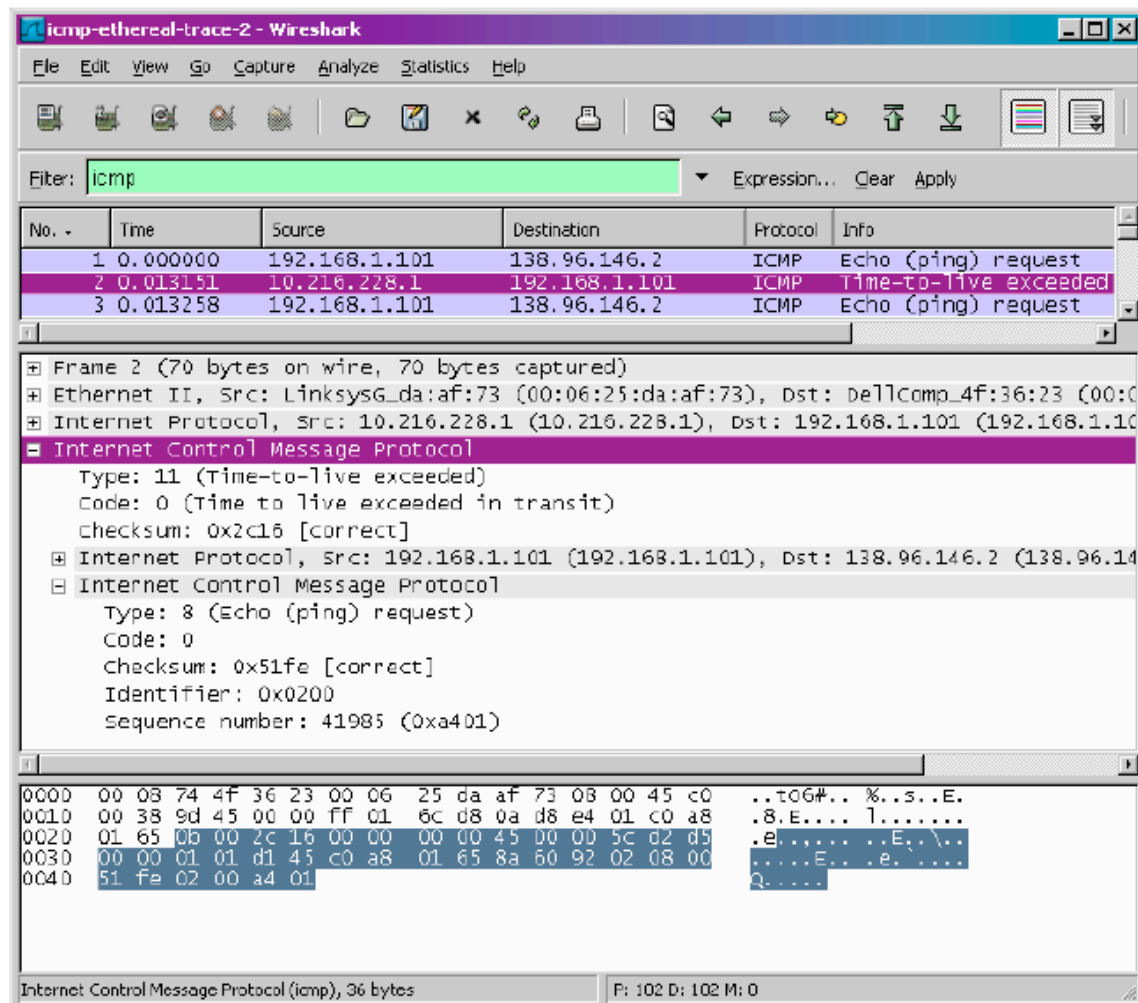 icmp-ethereal-trace-2 - Wireshark
File Edit View Go Capture Analyze Statistics Help
Filter: icmp Expression... Clear Apply
No. Time Source Destination Protocol Info
1 0.000000 192.168.1.101 138.96.146.2 ICMP Echo (ping) request
2 0.013151 10.216.228.1 192.168.1.101 ICMP Time-to-live exceeded
3 0.013258 192.168.1.101 138.96.146.2 ICMP Echo (ping) request
Frame 2 (70 bytes on wire, 70 bytes captured)
Ethernet II, Src: LinksysG_da:af:73 (00:06:25:da:af:73), Dst: DellComp_4f:36:23 (00:0
Internet Protocol, Src: 10.216.228.1 (10.216.228.1), Dst: 192.168.1.101 (192.168.1.10
Internet Control Message Protocol
Type: 11 (Time-to-live exceeded)
Code: 0 (Time to live exceeded in transit)
Checksum: 0x2c16 [correct]
Internet Protocol, Src: 192.168.1.101 (192.168.1.101), Dst: 138.96.146.2 (138.96.14
Internet Control Message Protocol
Type: 8 (Echo (ping) request)
Code: 0
Checksum: 0x51fe [correct]
Identifier: 0x0200
Sequence number: 41985 (0xa401)
0000 00 08 74 4f 36 23 00 06 25 da af 73 08 00 45 c0 ..tO6#.. %..s..E.
0010 00 38 9d 45 00 00 ff 01 6c d8 0a d8 e4 01 c0 a8 .8.E.... l.......
0020 01 65 0b 00 2c 16 00 00 00 00 45 00 00 5c d2 d5 .e..,... ..E..\..
0030 00 00 01 01 d1 45 c0 a8 01 65 8a 60 92 02 08 00 .....E.. .e.`....
0040 51 fe 02 00 a4 01 Q.....
Internet Control Message Protocol (icmp), 36 bytes P: 102 D: 102 M: 0